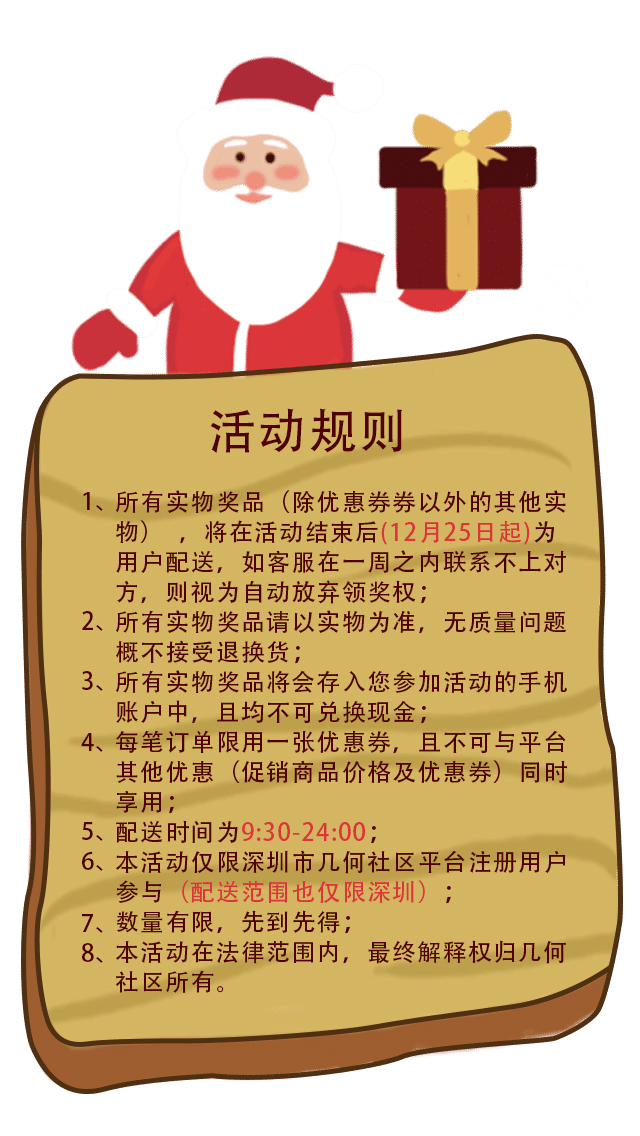 活动规则
1、所有实物奖品（除优惠券券以外的其他实
物），将在活动结束后(12月25日起)为
用户配送，如客服在一周之内联系不上对
方，则视为自动放弃领奖权；
2、所有实物奖品请以实物为准，无质量问题
概不接受退换货；
3、所有实物奖品将会存入您参加活动的手机
账户中，且均不可兑换现金；
4、每笔订单限用一张优惠券，且不可与平台
其他优惠（促销商品价格及优惠券）同时
享用；
5、配送时间为9:30-24:00；
6、本活动仅限深圳市几何社区平台注册用户
参与（配送范围也仅限深圳）；
7、数量有限，先到先得；
8、本活动在法律范围内，最终解释权归几何
社区所有。